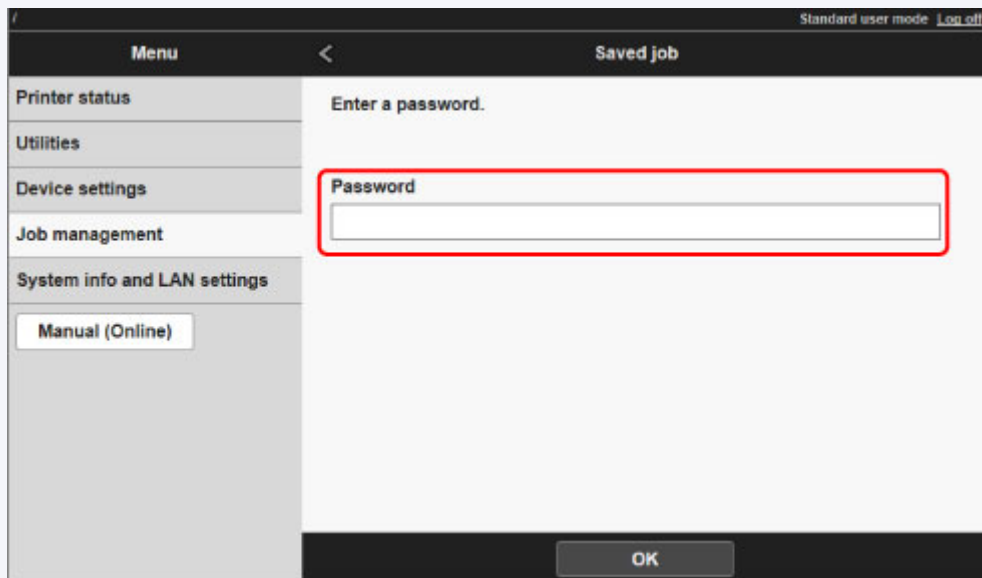 /
Standard user mode Log off
Menu
< Saved job
Printer status
Utilities
Device settings
Job management
System info and LAN settings
Manual (Online)
Enter a password.
Password
OK